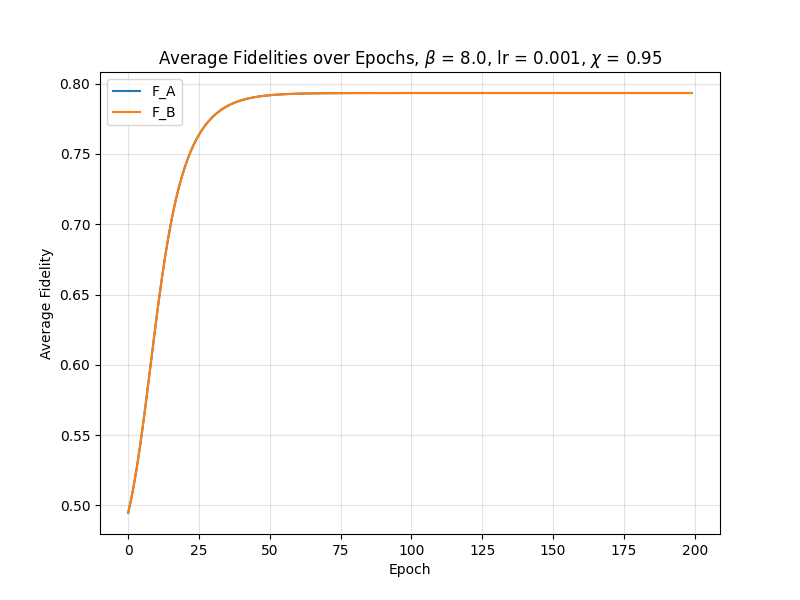 Average Fidelities over Epochs, β = 8.0, lr = 0.001, χ = 0.95
F_A
F_B
Average Fidelity
0.80
0.75
0.70
0.65
0.60
0.55
0.50
0 25 50 75 100 125 150 175 200
Epoch